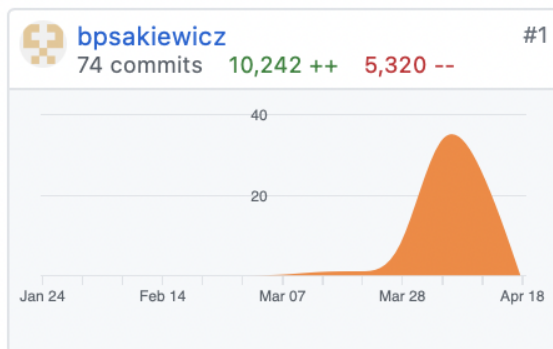 bpsakiewicz #1
74 commits 10,242 ++ 5,320 --
40
20
Jan 24 Feb 14 Mar 07 Mar 28 Apr 18